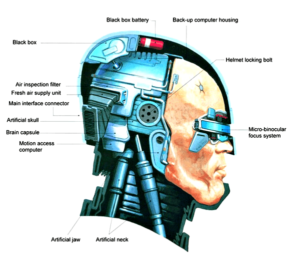 Black box battery
Back-up computer housing
Black box
Helmet locking bolt
Air inspection filter
Fresh air supply unit
Main interface connector
Artificial skull
Brain capsule
Motion access
computer
Micro-binocular
focus system
Artificial jaw
Artificial neck